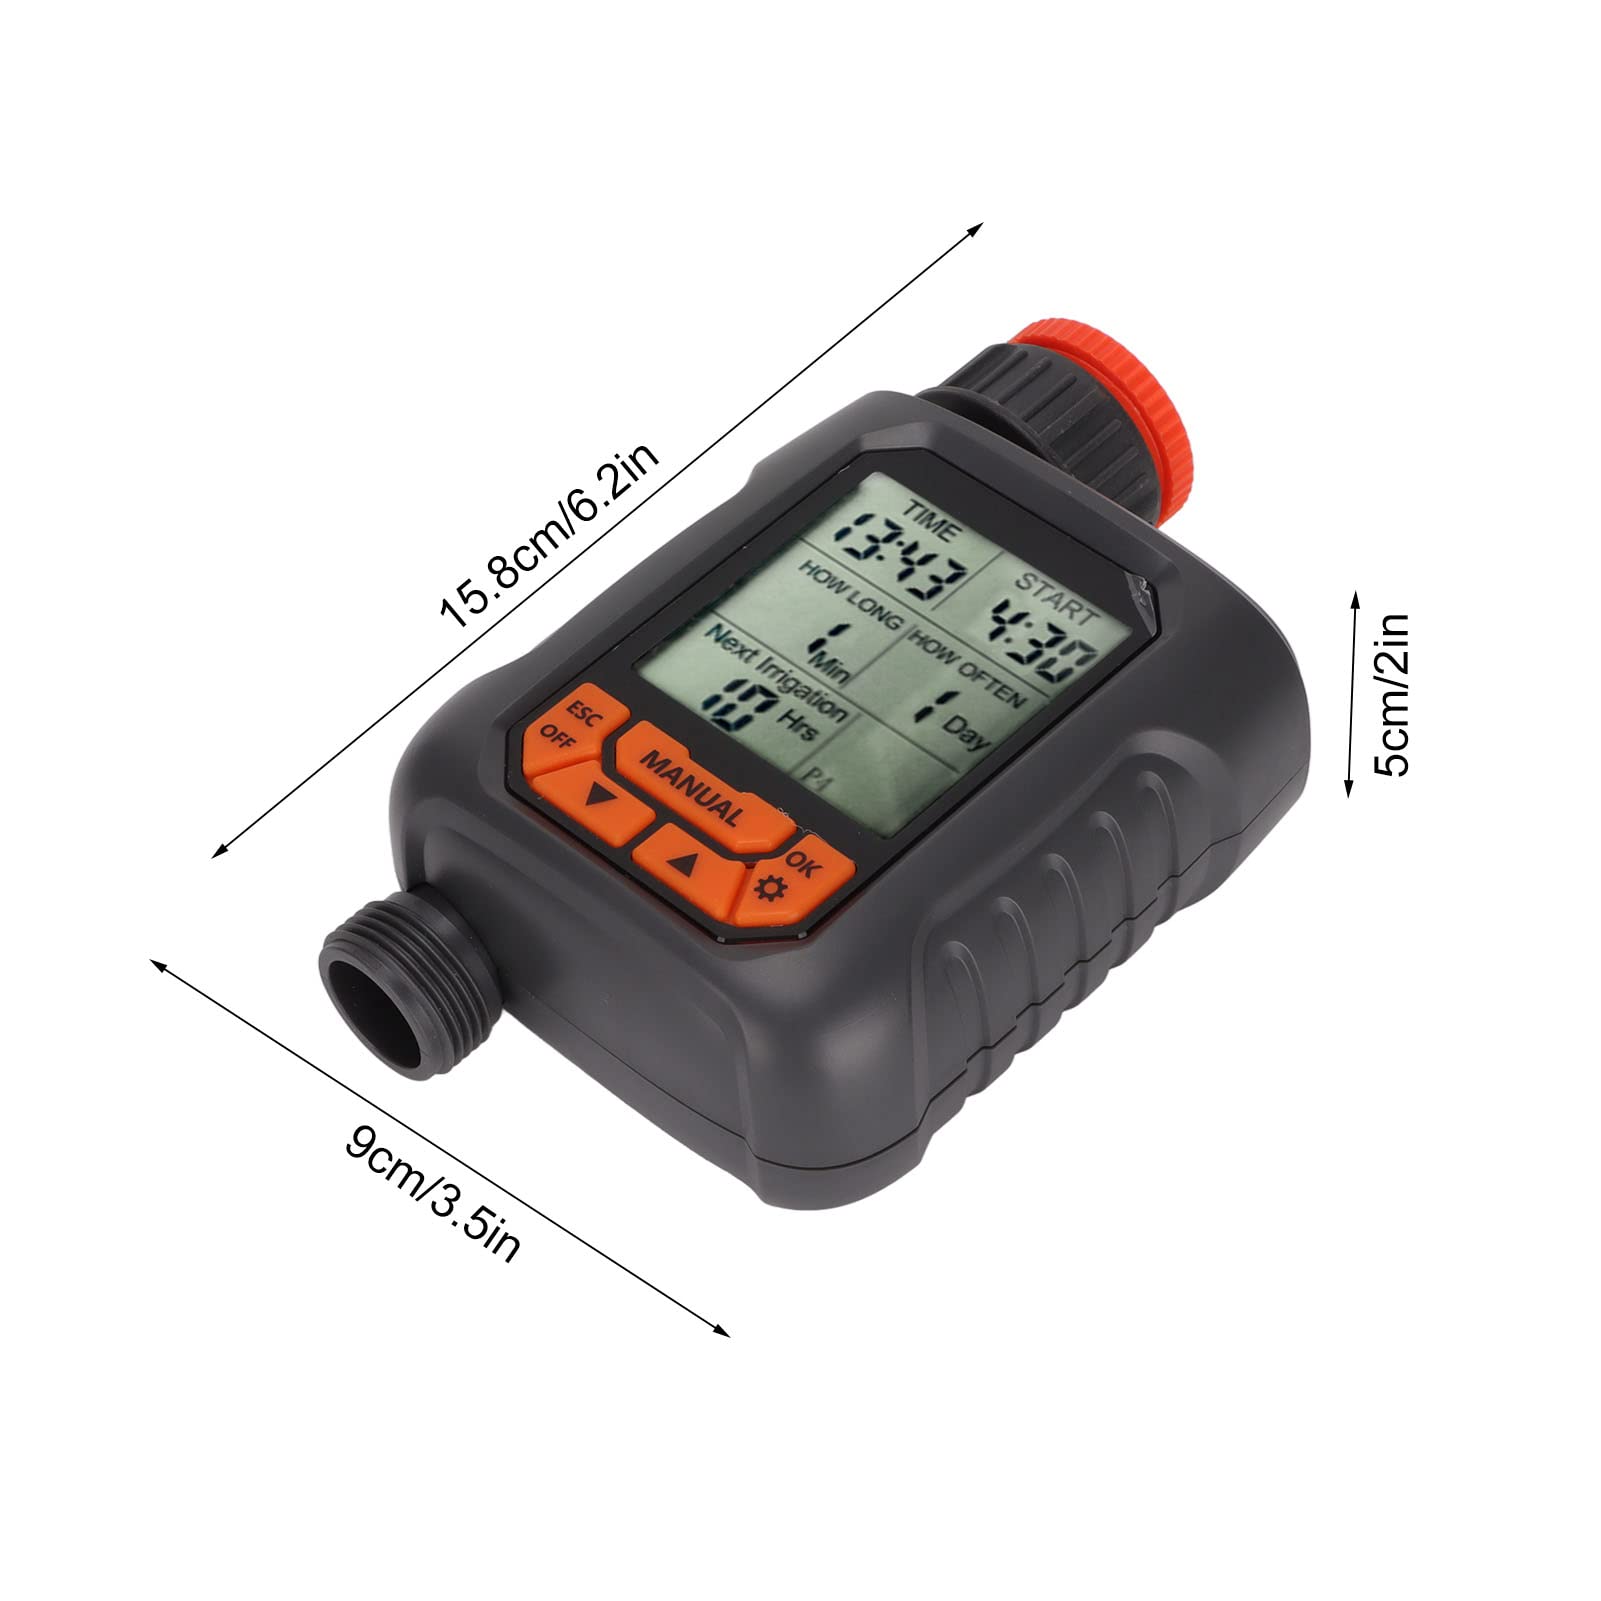 15.8cm/6.2in
TIME
13:43
START
4:30
HOW LONG
1 Min
HOW OFTEN
1 Day
Next Irrigation
10 Hrs
P4
ESC
OFF
MANUAL
▼
▲
OK
5cm/2in
9cm/3.5in